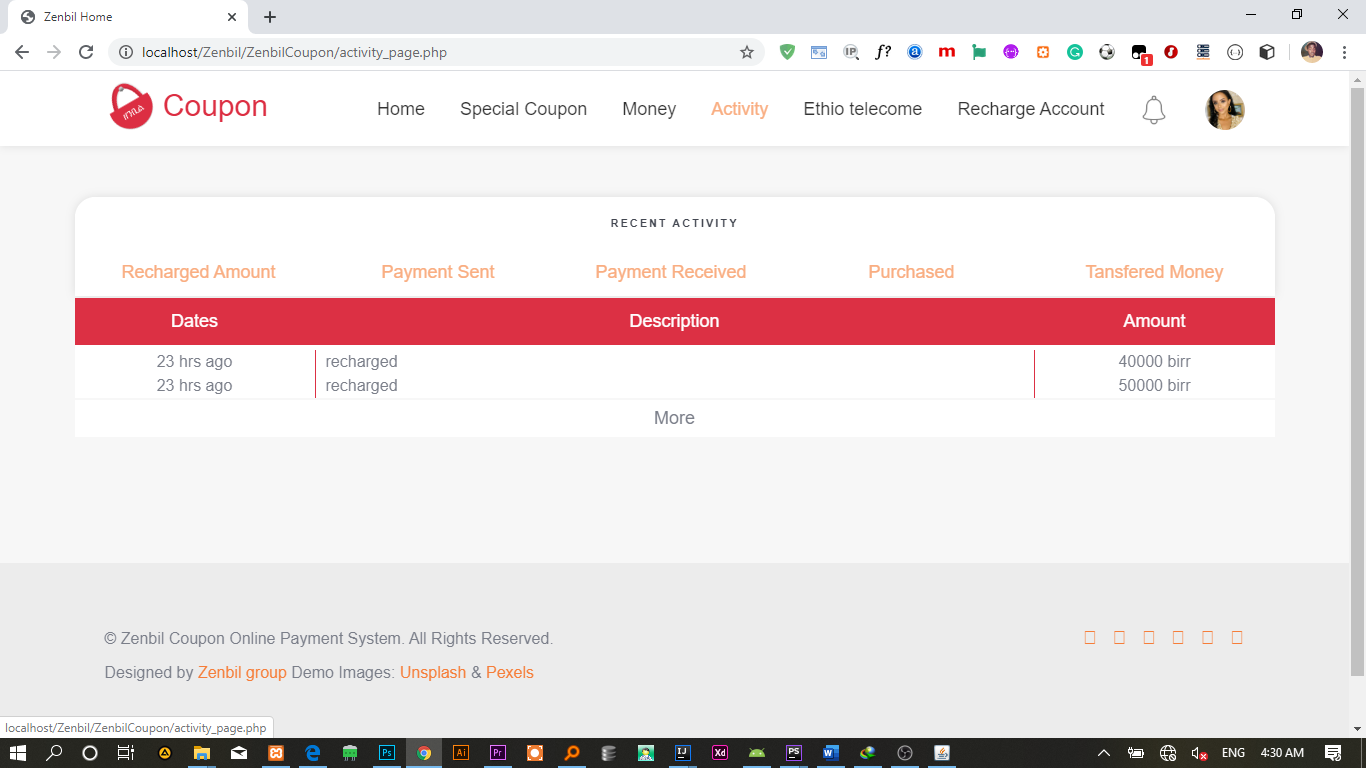 Zenbil Home
localhost/Zenbil/ZenbilCoupon/activity_page.php
Coupon
Home Special Coupon Money Activity Ethio telecome Recharge Account
RECENT ACTIVITY
Recharged Amount Payment Sent Payment Received Purchased Tansfered Money
Dates Description Amount
23 hrs ago recharged 40000 birr
23 hrs ago recharged 50000 birr
More
© Zenbil Coupon Online Payment System. All Rights Reserved.
Designed by Zenbil group Demo Images: Unsplash & Pexels
localhost/Zenbil/ZenbilCoupon/activity_page.php
ENG 4:30 AM